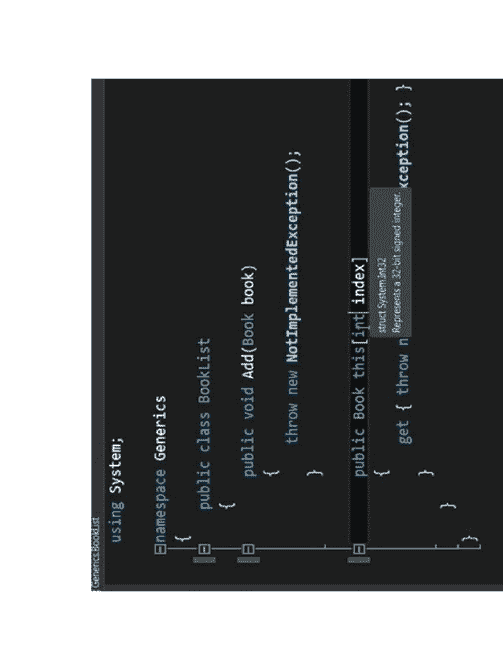 Generics.BookList
using System;
namespace Generics
{
public class BookList
{
public void Add(Book book)
{
throw new NotImplementedException();
}
public Book this[int index]
{
struct System.Int32
Represents a 32-bit signed integer.
get { throw n xception(); }
}
}
}